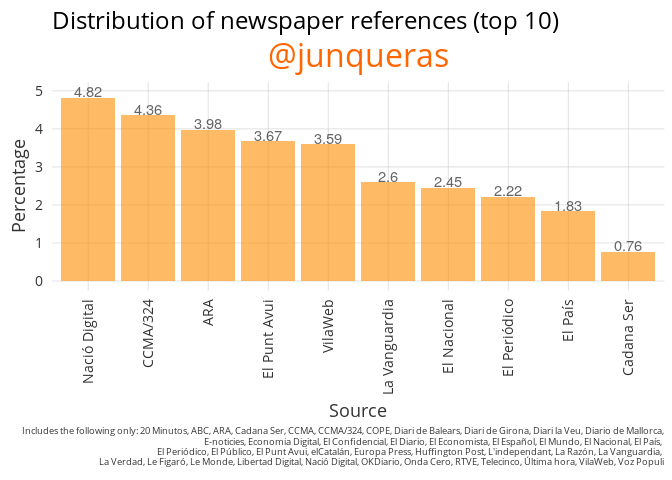 Distribution of newspaper references (top 10)
@junqueras
Percentage
5
4
3
2
1
0
4.82
4.36
3.98
3.67
3.59
2.6
2.45
2.22
1.83
0.76
Nació Digital
CCMA/324
ARA
El Punt Avui
VilaWeb
La Vanguardia
El Nacional
El Periódico
El País
Cadana Ser
Source
Includes the following only: 20 Minutos, ABC, ARA, Cadana Ser, CCMA, CCMA/324, COPE, Diari de Balears, Diari de Girona, Diari la Veu, Diario de Mallorca,
E-noticies, Economia Digital, El Confidencial, El Diario, El Economista, El Español, El Mundo, El Nacional, El País,
El Periódico, El Público, El Punt Avui, elCatalán, Europa Press, Huffington Post, L'independant, La Razón, La Vanguardia,
La Verdad, Le Figaró, Le Monde, Libertad Digital, Nació Digital, OKDiario, Onda Cero, RTVE, Telecinco, Última hora, VilaWeb, Voz Populi